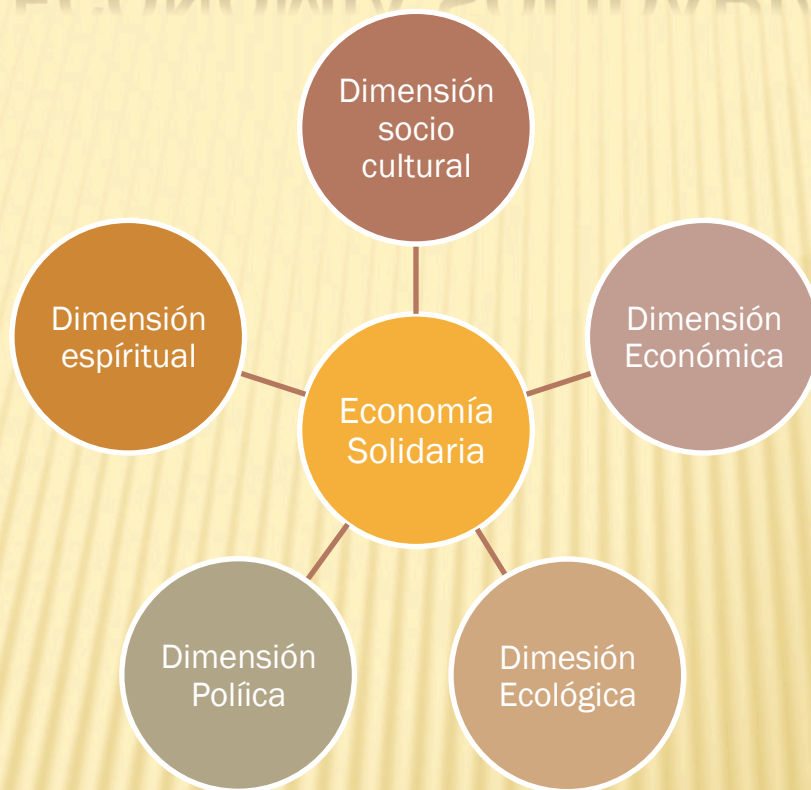 Dimensión
socio
cultural
Dimensión
espíritual
Dimensión
Económica
Economía
Solidaria
Dimensión
Políica
Dimesión
Ecológica